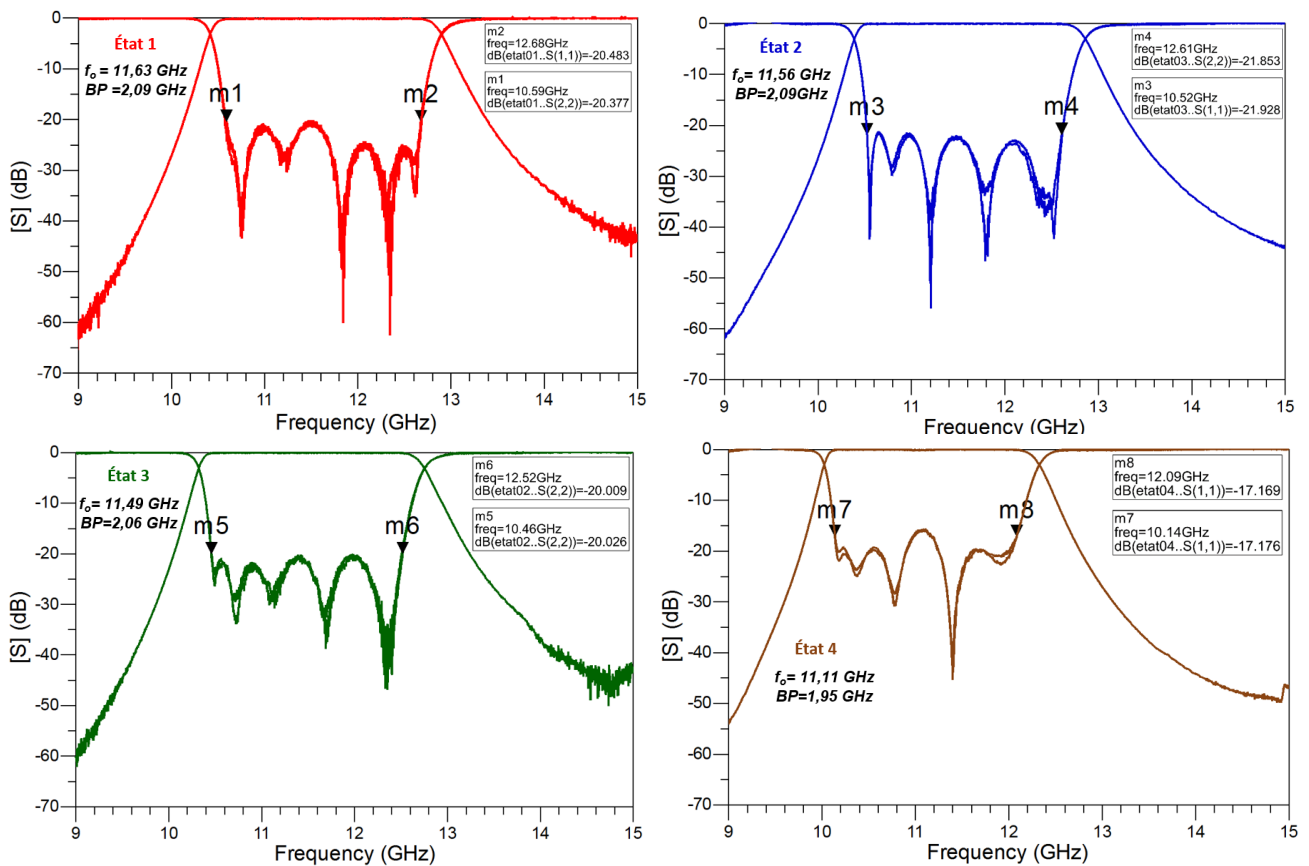 État 1
fo = 11,63 GHz
BP =2,09 GHz
m2
freq=12.68GHz
dB(etat01..S(1,1))=-20.483
m1
freq=10.59GHz
dB(etat01..S(2,2))=-20.377
m1
m2
[S] (dB)
0
-10
-20
-30
-40
-50
-60
-70
9
10
11
12
13
14
15
Frequency (GHz)
État 2
fo = 11,56 GHz
BP=2,09GHz
m4
freq=12.61GHz
dB(etat03..S(2,2))=-21.853
m3
freq=10.52GHz
dB(etat03..S(1,1))=-21.928
m3
m4
[S] (dB)
0
-10
-20
-30
-40
-50
-60
-70
9
10
11
12
13
14
15
Frequency (GHz)
État 3
fo= 11,49 GHz
BP=2,06 GHz
m6
freq=12.52GHz
dB(etat02..S(2,2))=-20.009
m5
freq=10.46GHz
dB(etat02..S(2,2))=-20.026
m5
m6
[S] (dB)
0
-10
-20
-30
-40
-50
-60
-70
9
10
11
12
13
14
15
Frequency (GHz)
m8
freq=12.09GHz
dB(etat04..S(1,1))=-17.169
m7
freq=10.14GHz
dB(etat04..S(1,1))=-17.176
m7
m8
État 4
fo= 11,11 GHz
BP=1,95 GHz
[S] (dB)
0
-10
-20
-30
-40
-50
-60
-70
9
10
11
12
13
14
15
Frequency (GHz)